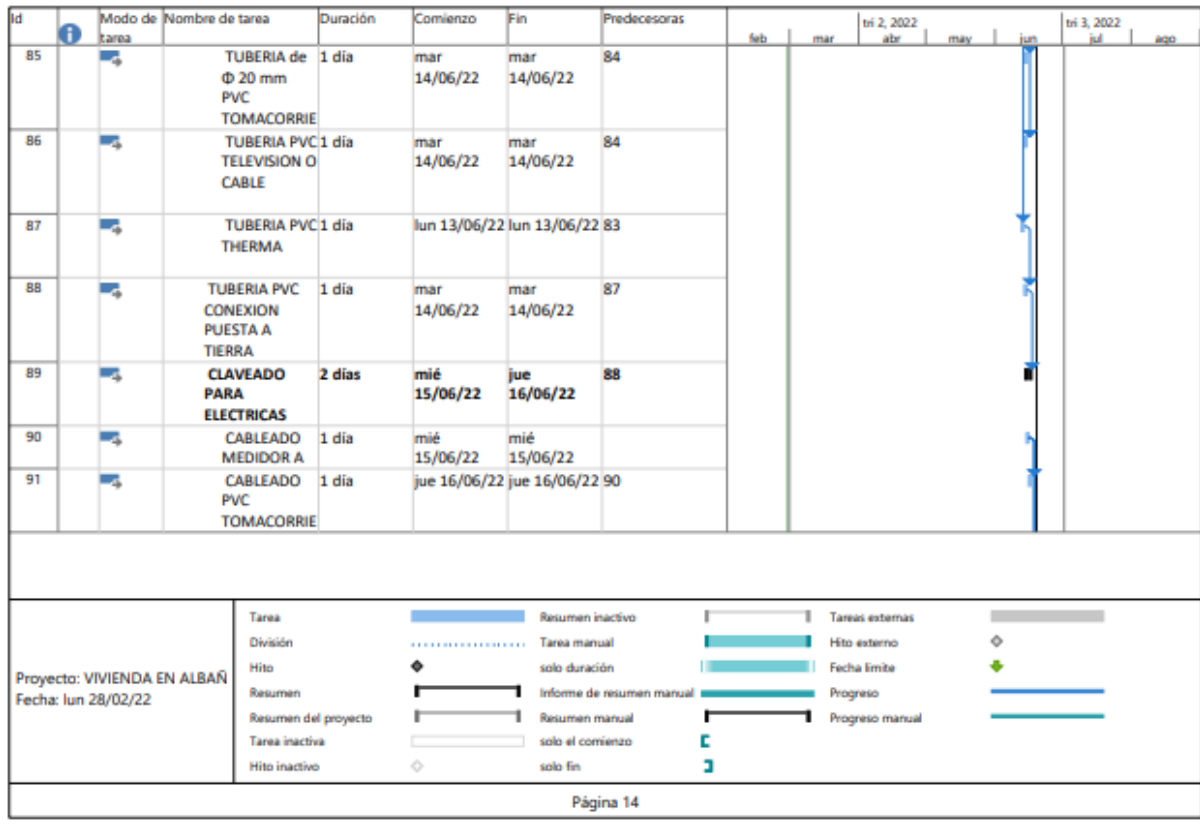 Id Modo de tarea Nombre de tarea Duración Comienzo Fin Predecesoras
tri 2, 2022 tri 3, 2022
feb mar abr may jun jul ago
85 TUBERIA de 1 día mar mar 84
Φ 20 mm 14/06/22 14/06/22
PVC
TOMACORRIE
86 TUBERIA PVC 1 día mar mar 84
TELEVISION O 14/06/22 14/06/22
CABLE
87 TUBERIA PVC 1 día lun 13/06/22 lun 13/06/22 83
THERMA
88 TUBERIA PVC 1 día mar mar 87
CONEXION 14/06/22 14/06/22
PUESTA A
TIERRA
89 CLAVEADO 2 días mié jue 88
PARA 15/06/22 16/06/22
ELECTRICAS
90 CABLEADO 1 día mié mié
MEDIDOR A 15/06/22 15/06/22
91 CABLEADO 1 día jue 16/06/22 jue 16/06/22 90
PVC
TOMACORRIE
Proyecto: VIVIENDA EN ALBAÑ
Fecha: lun 28/02/22
Tarea
División
Hito
Resumen
Resumen del proyecto
Tarea inactiva
Hito inactivo
Resumen inactivo
Tarea manual
solo duración
Informe de resumen manual
Resumen manual
solo el comienzo
solo fin
Tareas externas
Hito externo
Fecha límite
Progreso
Progreso manual
Página 14